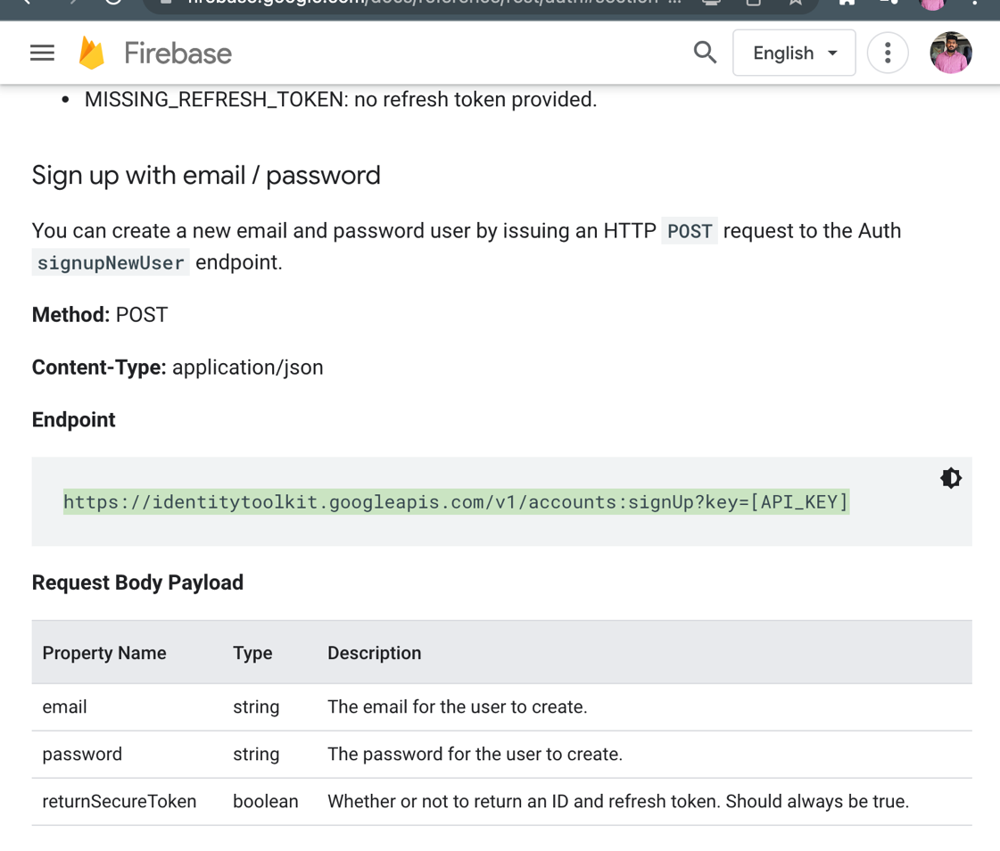 firebase.google.com/docs/reference/rest/auth#section-...
Firebase
English
• MISSING_REFRESH_TOKEN: no refresh token provided.
Sign up with email / password
You can create a new email and password user by issuing an HTTP POST request to the Auth
signupNewUser endpoint.
Method: POST
Content-Type: application/json
Endpoint
https://identitytoolkit.googleapis.com/v1/accounts:signUp?key=[API_KEY]
Request Body Payload
Property Name Type Description
email string The email for the user to create.
password string The password for the user to create.
returnSecureToken boolean Whether or not to return an ID and refresh token. Should always be true.